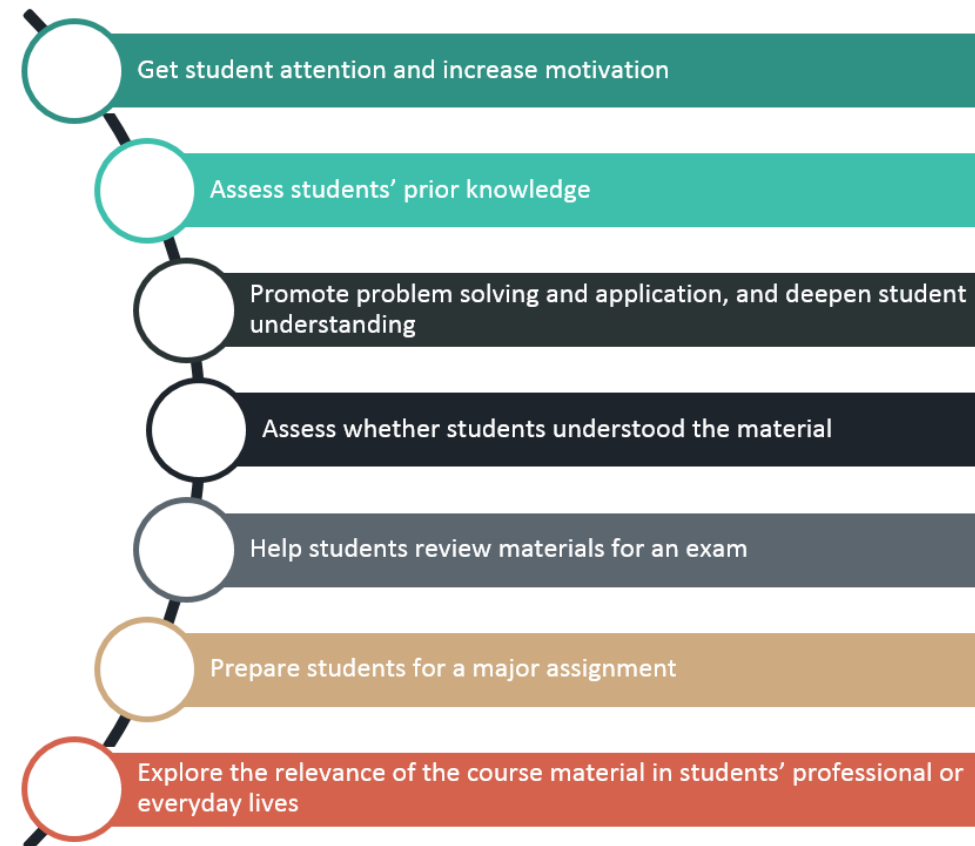 Get student attention and increase motivation
Assess students’ prior knowledge
Promote problem solving and application, and deepen student
understanding
Assess whether students understood the material
Help students review materials for an exam
Prepare students for a major assignment
Explore the relevance of the course material in students’ professional or
everyday lives